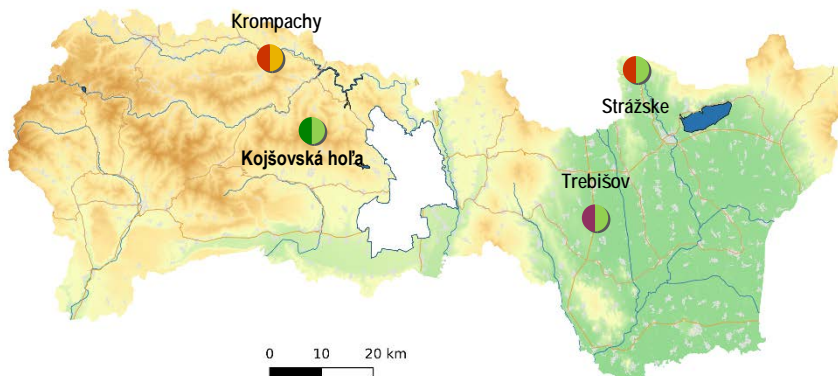 Krompachy
Strážske
Kojšovská hoľa
Trebišov
0 10 20 km